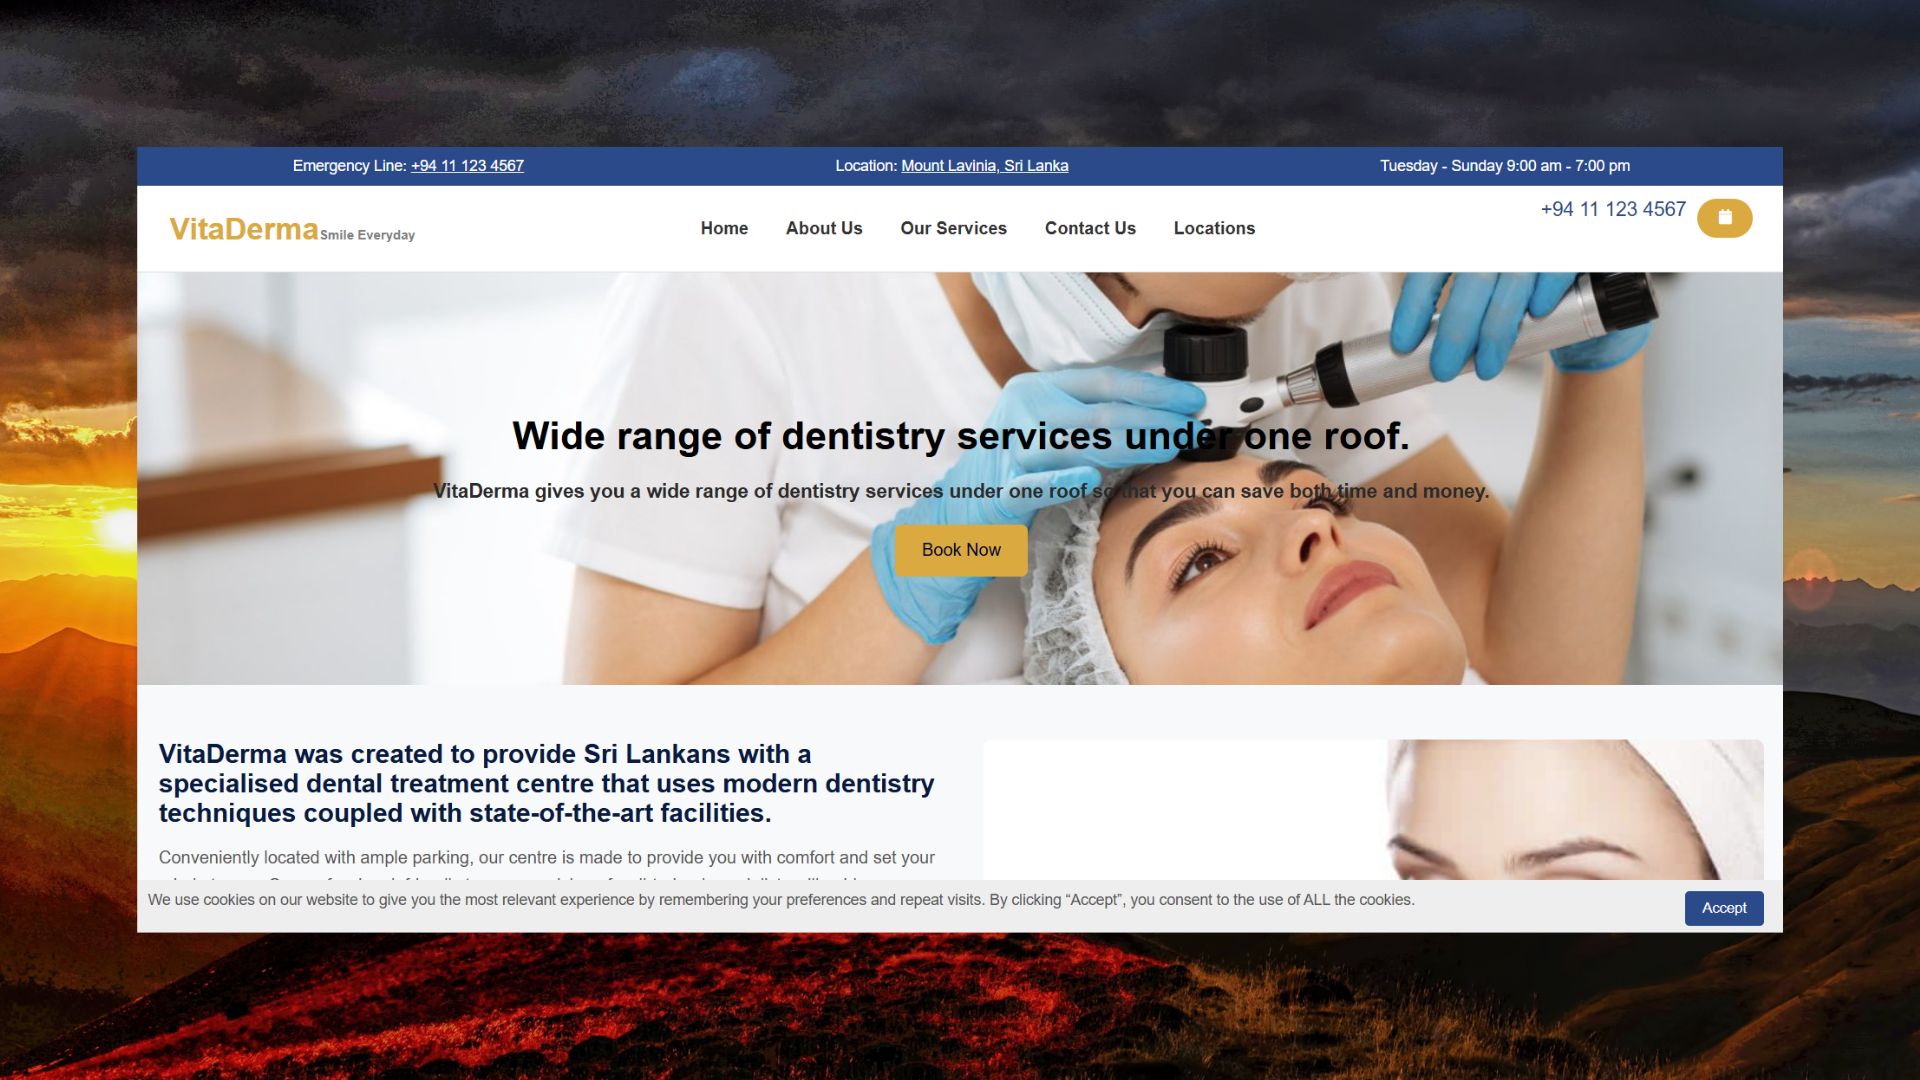 Emergency Line: +94 11 123 4567
Location: Mount Lavinia, Sri Lanka
Tuesday - Sunday 9:00 am - 7:00 pm
VitaDerma Smile Everyday
Home
About Us
Our Services
Contact Us
Locations
+94 11 123 4567
Wide range of dentistry services under one roof.
VitaDerma gives you a wide range of dentistry services under one roof so that you can save both time and money.
Book Now
VitaDerma was created to provide Sri Lankans with a
specialised dental treatment centre that uses modern dentistry
techniques coupled with state-of-the-art facilities.
Conveniently located with ample parking, our centre is made to provide you with comfort and set your
We use cookies on our website to give you the most relevant experience by remembering your preferences and repeat visits. By clicking “Accept”, you consent to the use of ALL the cookies.
Accept